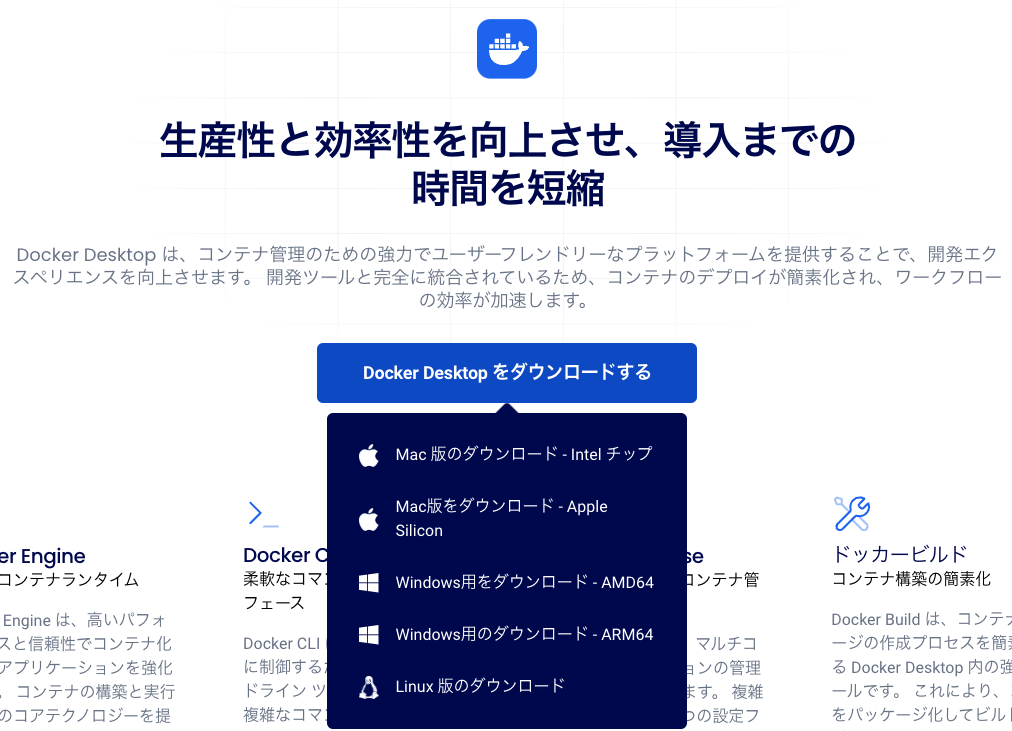 生産性と効率性を向上させ、導入までの
時間を短縮
Docker Desktop は、コンテナ管理のための強力でユーザーフレンドリーなプラットフォームを提供することで、開発エク
スペリエンスを向上させます。 開発ツールと完全に統合されているため、コンテナのデプロイが簡素化され、ワークフロー
の効率が加速します。
Docker Desktop をダウンロードする
Mac 版のダウンロード - Intel チップ
Mac版をダウンロード - Apple
Silicon
Windows用をダウンロード - AMD64
Windows用のダウンロード - ARM64
Linux 版のダウンロード
er Engine
コンテナランタイム
Engine は、高いパフォ
スと信頼性でコンテナ化
アプリケーションを強化
。 コンテナの構築と実行
のコアテクノロジーを提
Docker C
柔軟なコマン
フェース
Docker CLI
に制御するた
ドライン ツ
複雑なコマン
se
コンテナ管
マルチコ
ョンの管理
ます。 複雑
つの設定フ
ドッカービルド
コンテナ構築の簡素化
Docker Build は、コンテナ
ージの作成プロセスを簡素
る Docker Desktop 内の強
ールです。 これにより、
をパッケージ化してビルド